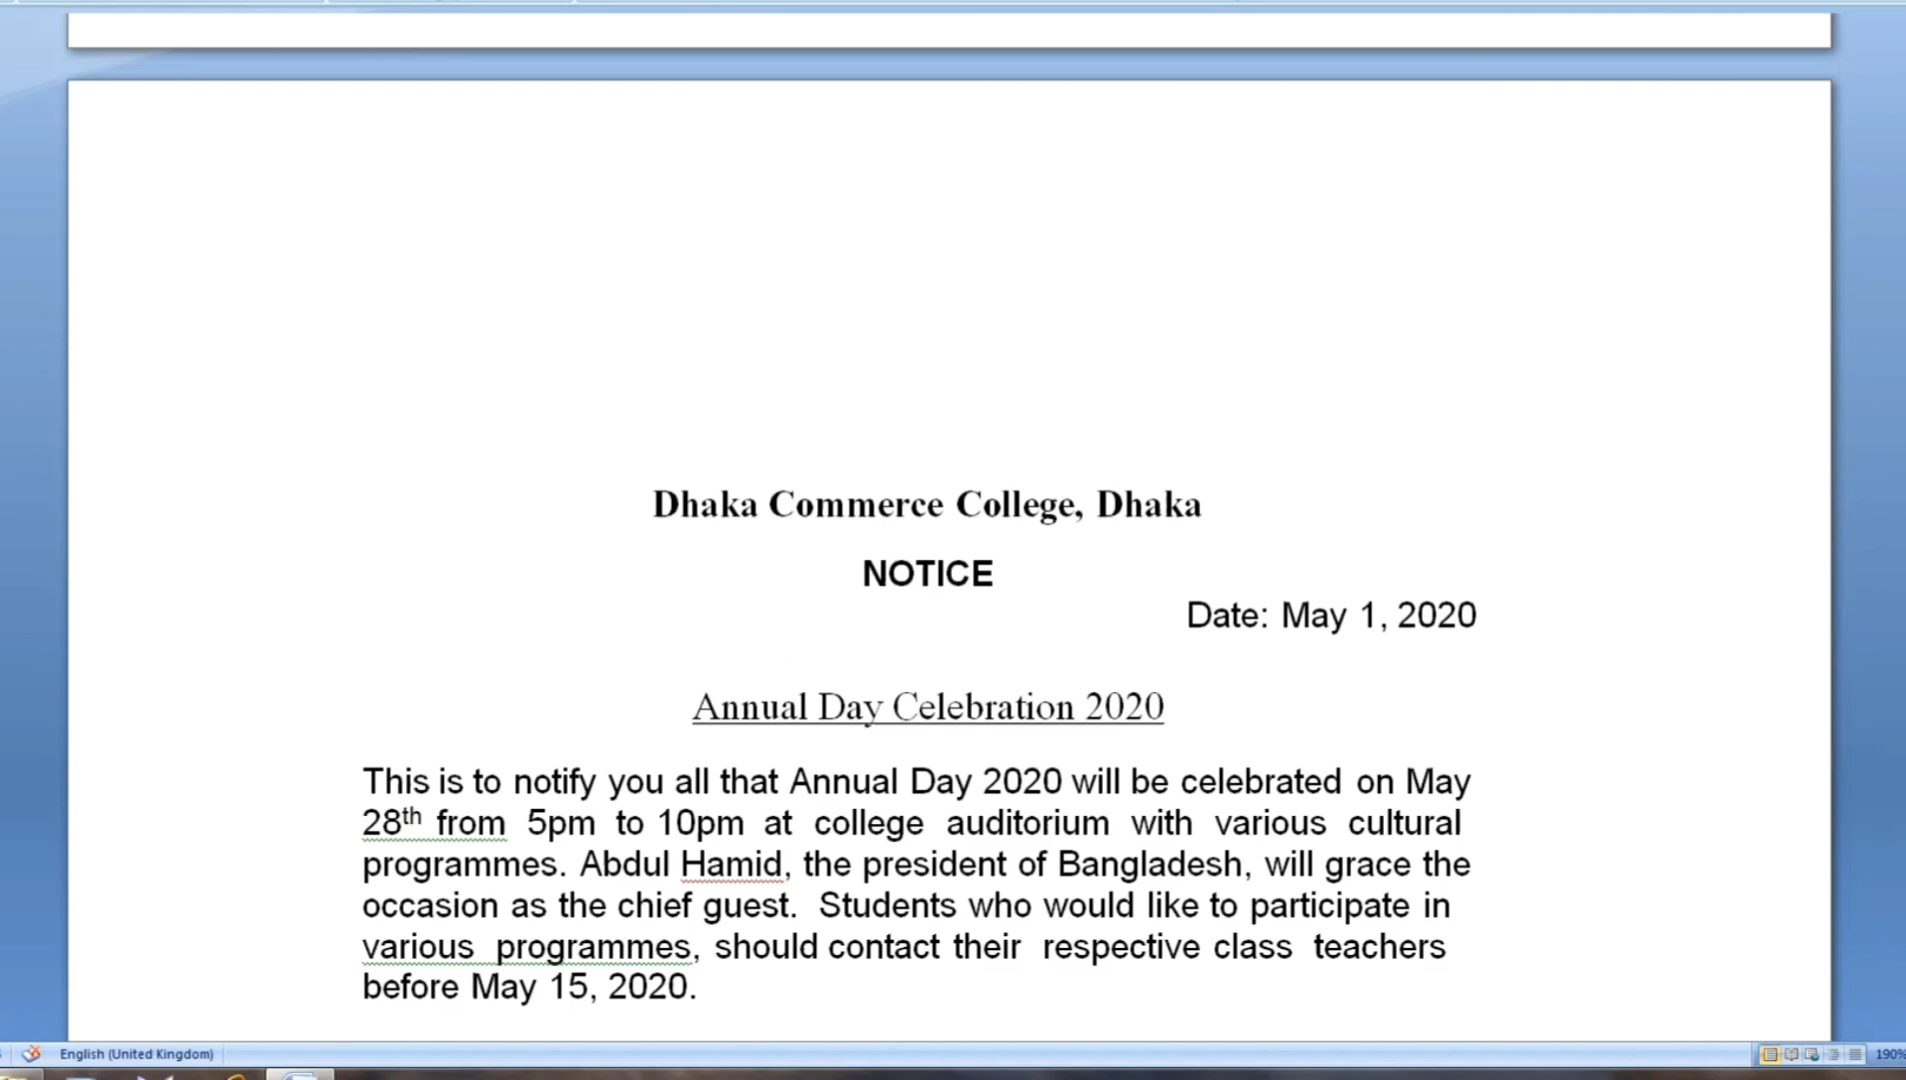 Dhaka Commerce College, Dhaka
NOTICE
Date: May 1, 2020
Annual Day Celebration 2020
This is to notify you all that Annual Day 2020 will be celebrated on May
28th from 5pm to 10pm at college auditorium with various cultural
programmes. Abdul Hamid, the president of Bangladesh, will grace the
occasion as the chief guest. Students who would like to participate in
various programmes, should contact their respective class teachers
before May 15, 2020.
English (United Kingdom)
190%